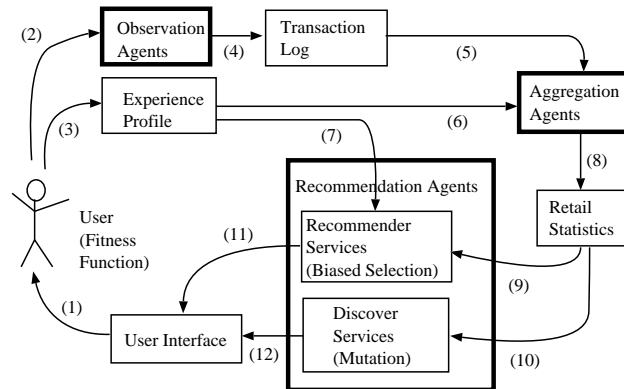 (2)
Observation
Agents
(4)
Transaction
Log
(5)
(3)
Experience
Profile
(6)
(7)
Aggregation
Agents
(8)
Recommendation Agents
User
(Fitness
Function)
(11)
Recommender
Services
(Biased Selection)
(9)
Retail
Statistics
(1)
User Interface
(12)
Discover
Services
(Mutation)
(10)